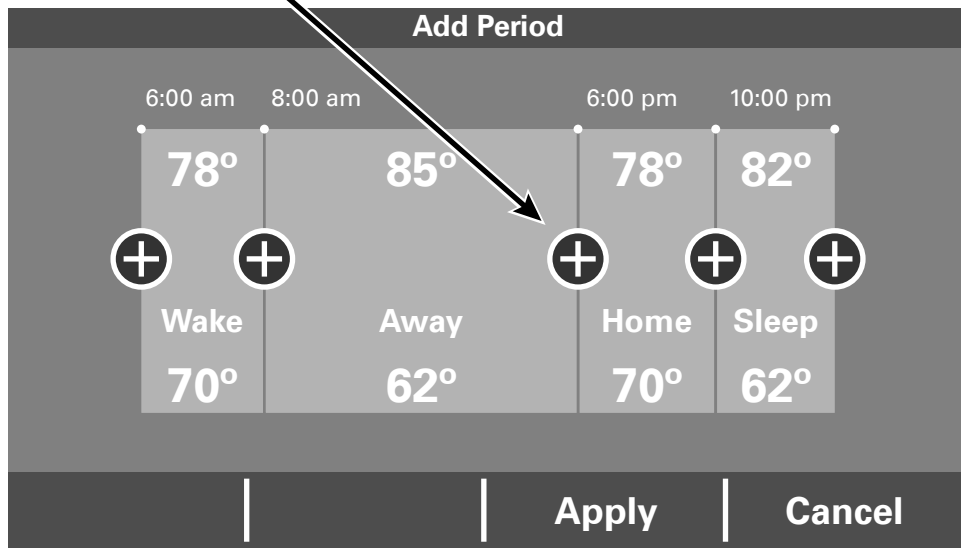 Add Period
6:00 am 8:00 am 6:00 pm 10:00 pm
78º 85º 78º 82º
Wake Away Home Sleep
70º 62º 70º 62º
Apply Cancel